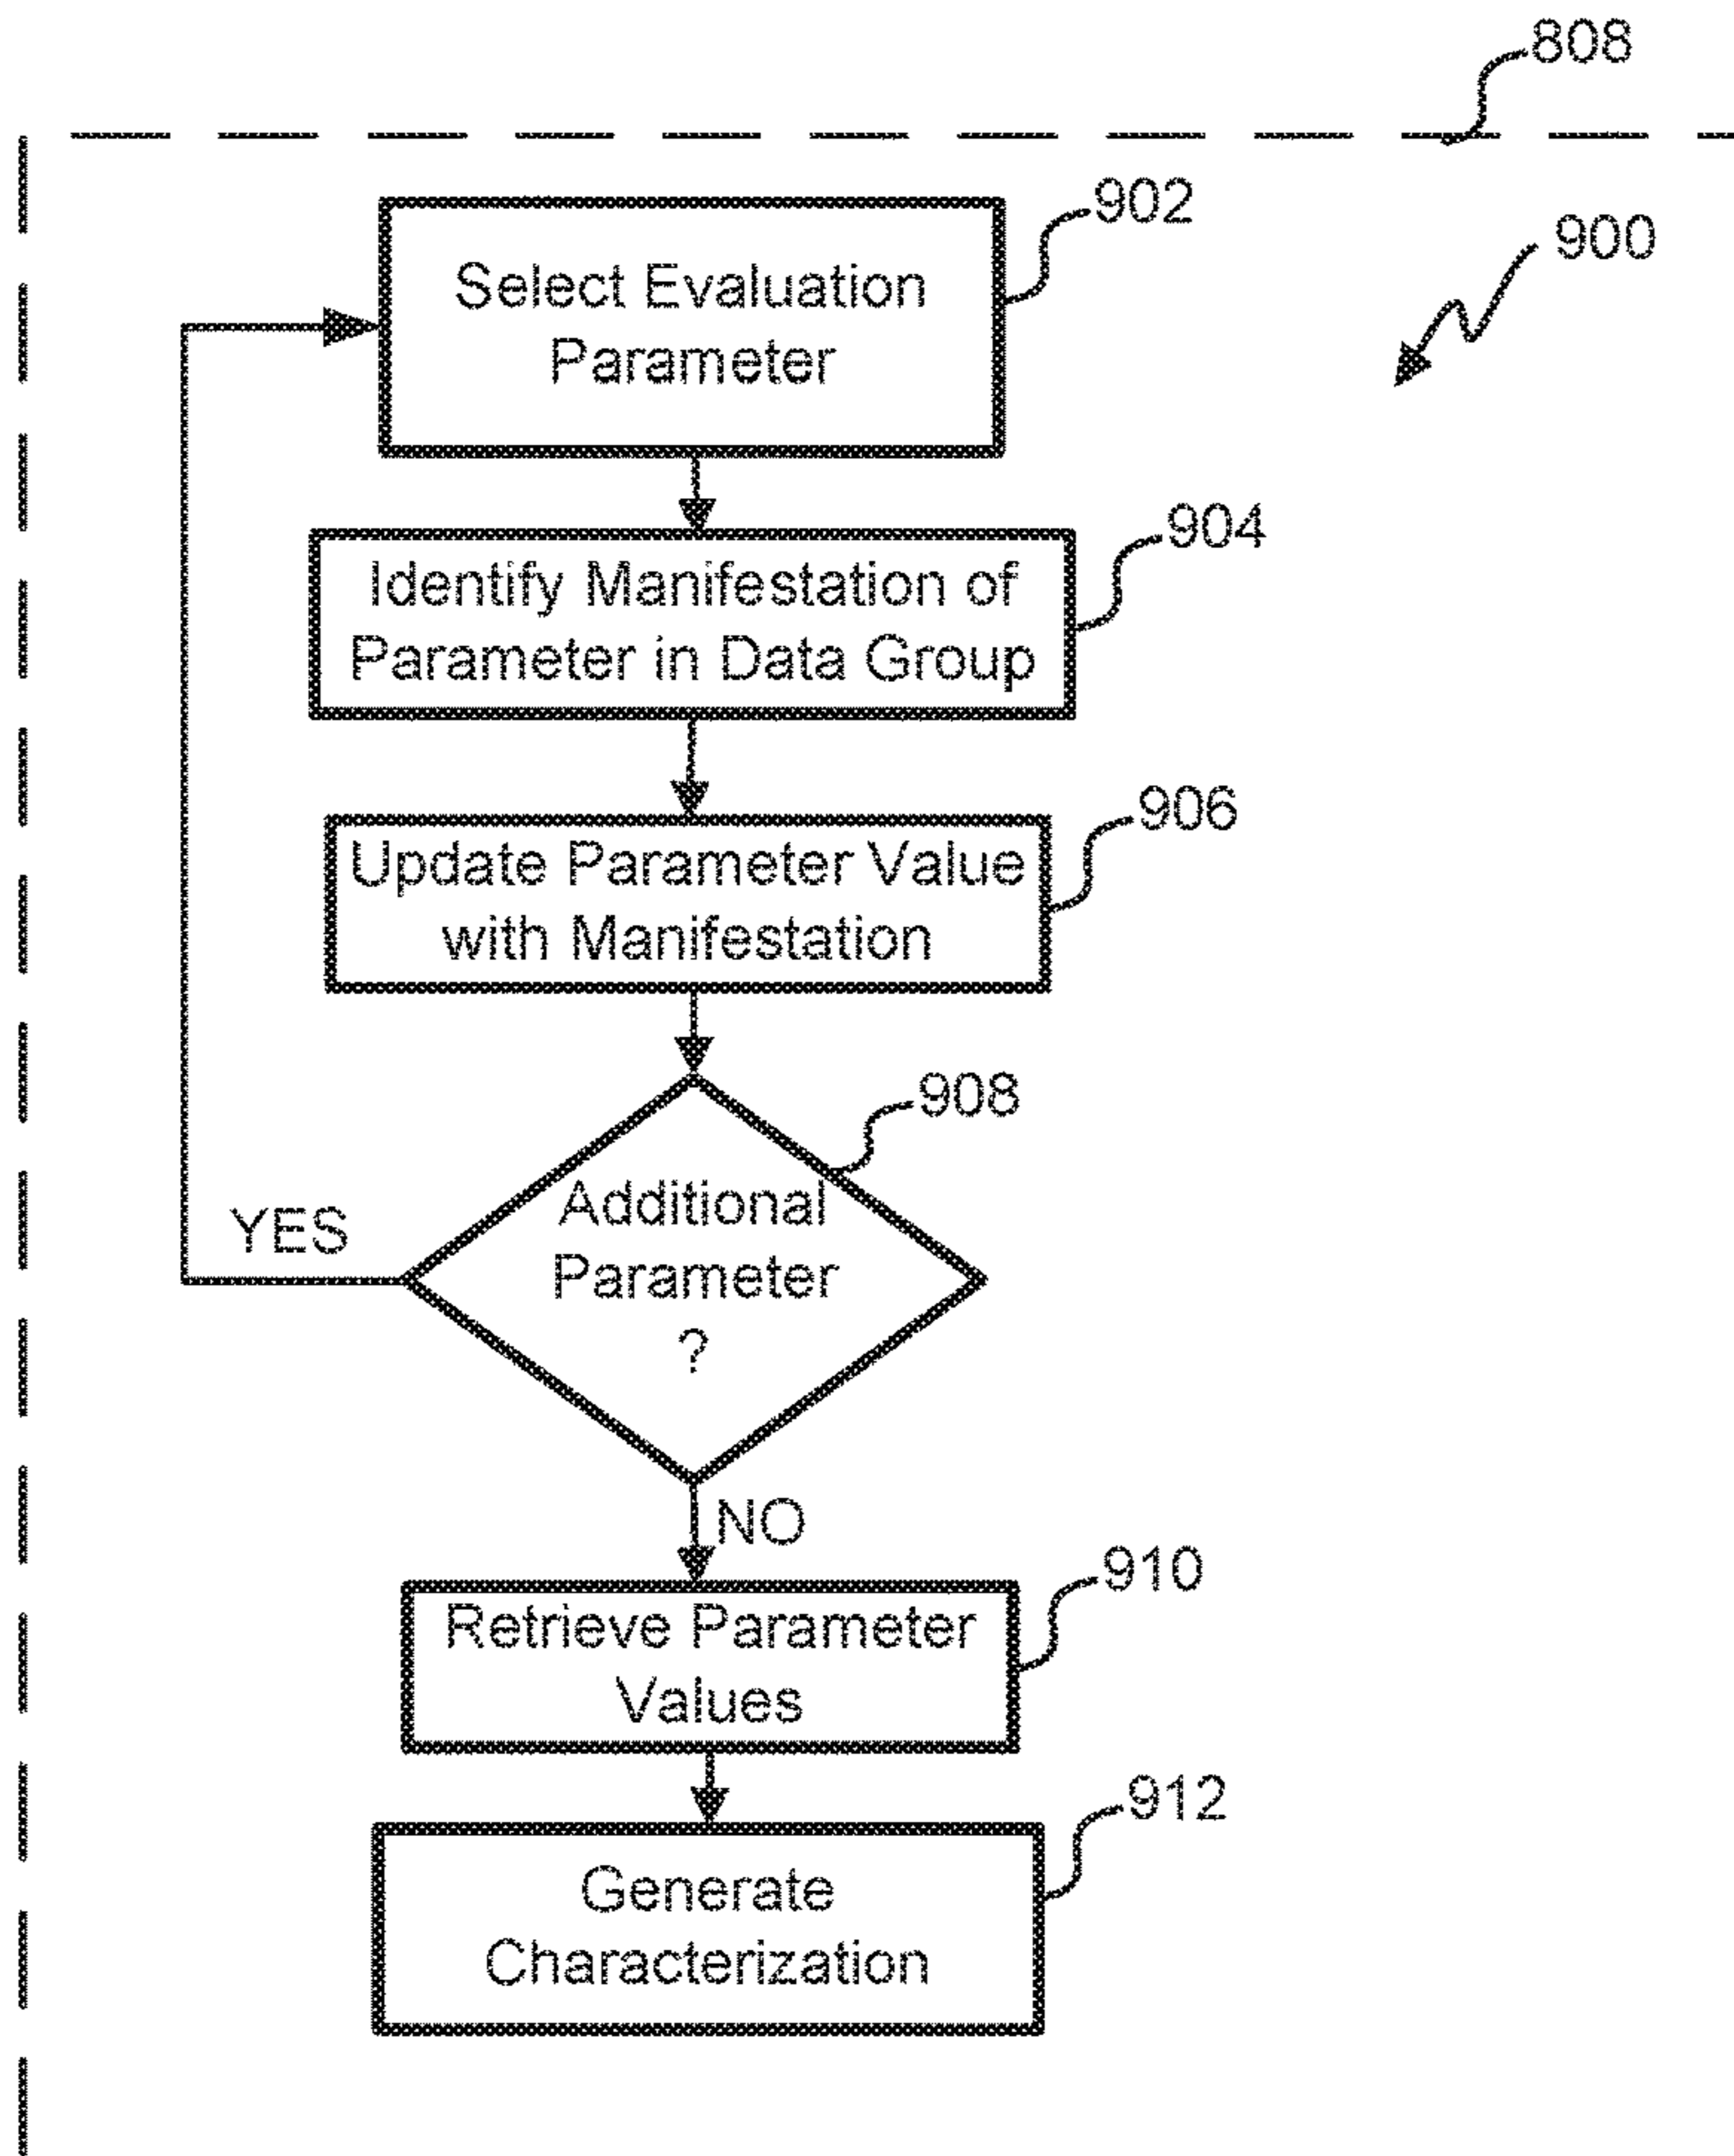 808
902
900
Select Evaluation
Parameter
904
Identify Manifestation of
Parameter in Data Group
906
Update Parameter Value
with Manifestation
908
Additional
Parameter
?
YES
NO
910
Retrieve Parameter
Values
912
Generate
Characterization